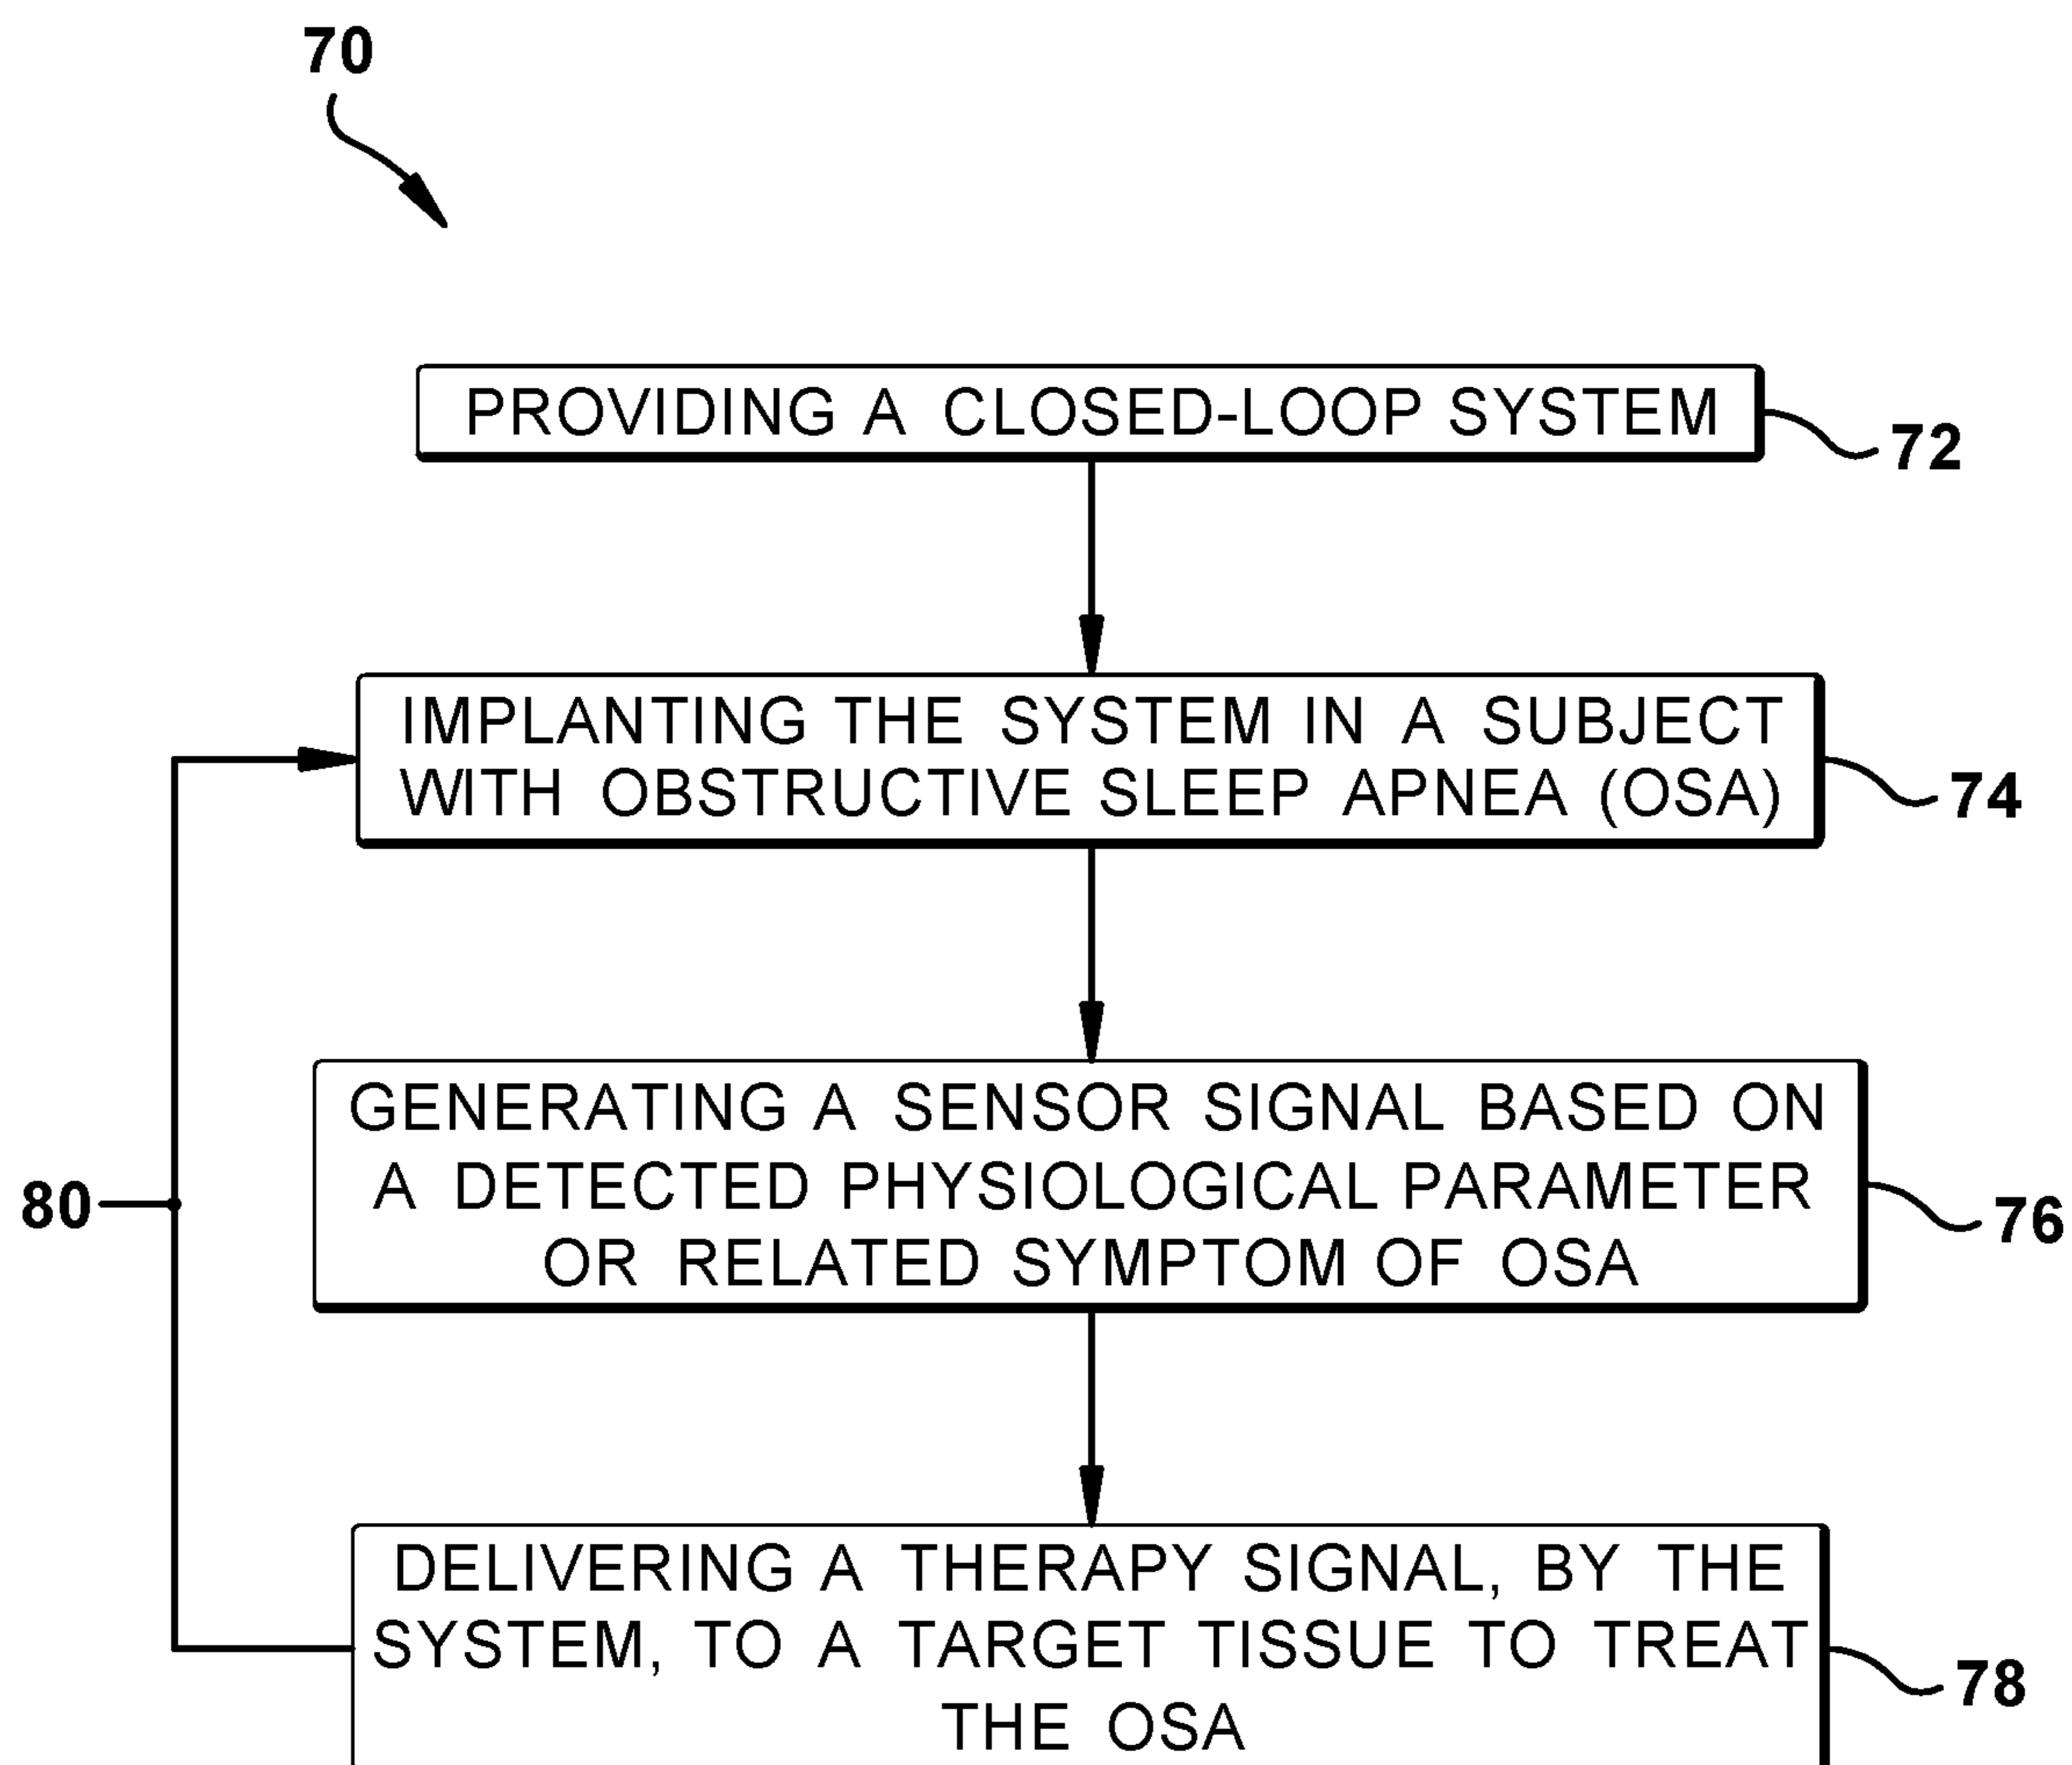 70
PROVIDING A CLOSED-LOOP SYSTEM
72
IMPLANTING THE SYSTEM IN A SUBJECT
WITH OBSTRUCTIVE SLEEP APNEA (OSA)
74
GENERATING A SENSOR SIGNAL BASED ON
A DETECTED PHYSIOLOGICAL PARAMETER
OR RELATED SYMPTOM OF OSA
76
80
DELIVERING A THERAPY SIGNAL, BY THE
SYSTEM, TO A TARGET TISSUE TO TREAT
THE OSA
78